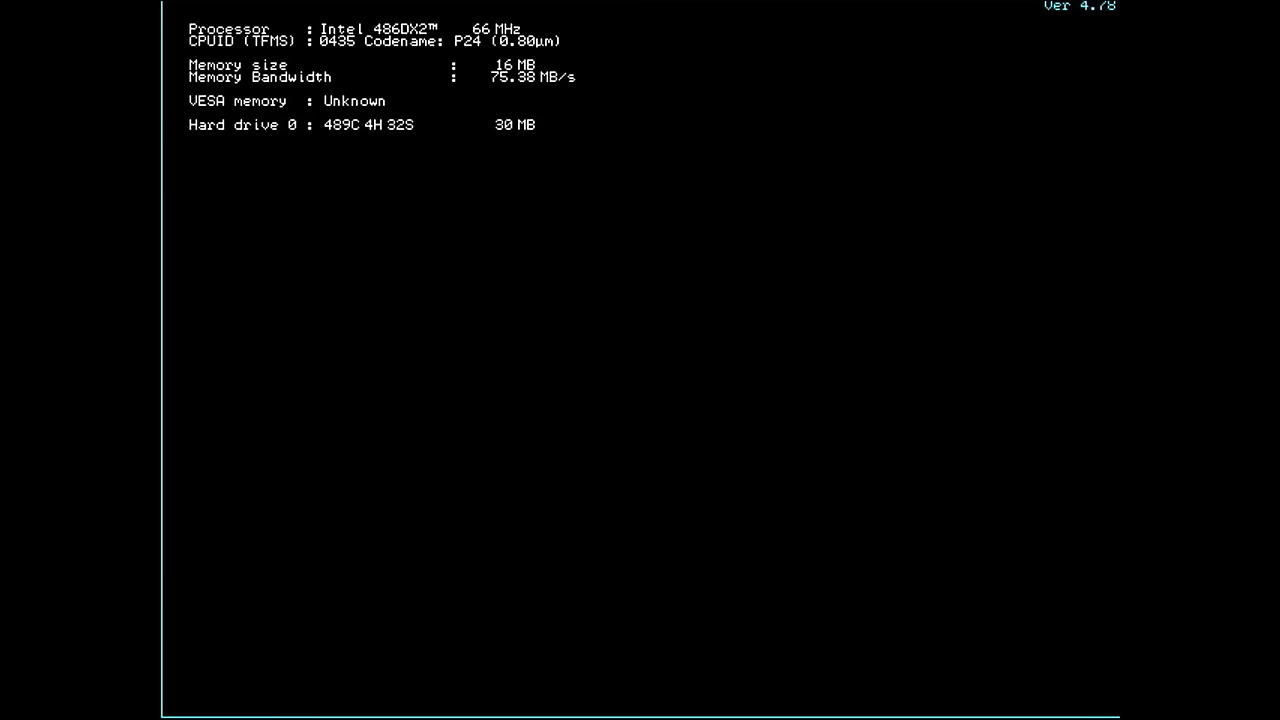 Ver 4.78
Processor : Intel 486DX2™ 66 MHz
CPUID (TFMS) : 0435 Codename: P24 (0.80µm)
Memory size : 16 MB
Memory Bandwidth : 75.38 MB/s
VESA memory : Unknown
Hard drive 0 : 489C 4H 32S 30 MB